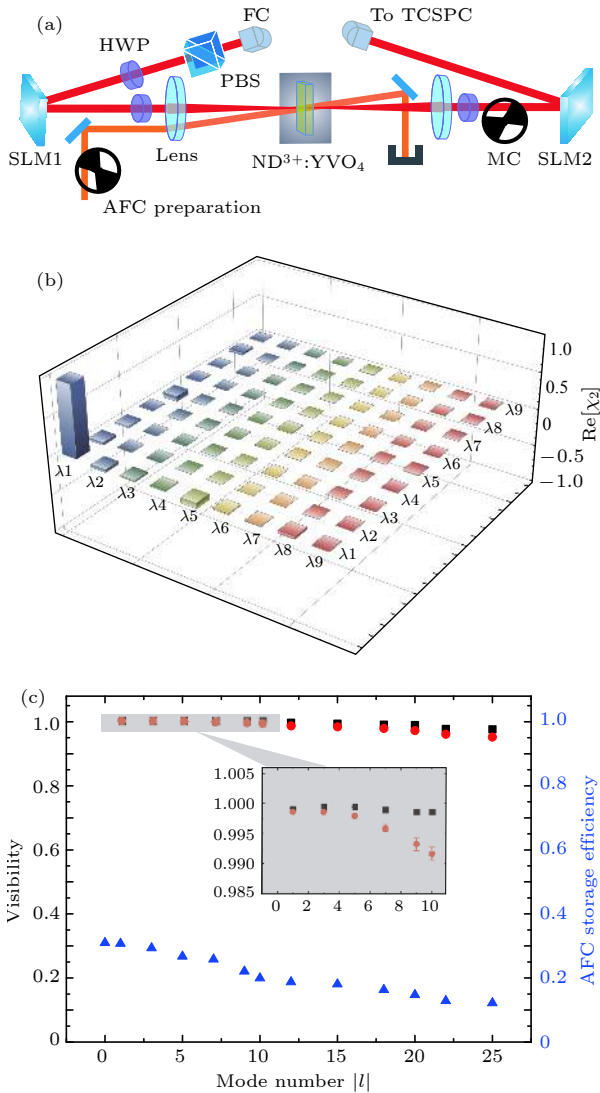 (a)
FC
To TCSPC
HWP
PBS
SLM1
Lens
ND³⁺:YVO₄
MC
SLM2
AFC preparation
(b)
1.0
0.5
0
−0.5
−1.0
Re[χ₂]
λ1
λ2
λ3
λ4
λ5
λ6
λ7
λ8
λ9
λ1
λ2
λ3
λ4
λ5
λ6
λ7
λ8
λ9
(c)
1.0
0.8
0.6
0.4
0.2
0
Visibility
1.005
1.000
0.995
0.990
0.985
0 2 4 6 8 10
1.0
0.8
0.6
0.4
0.2
0
AFC storage efficiency
0 5 10 15 20 25
Mode number |l|